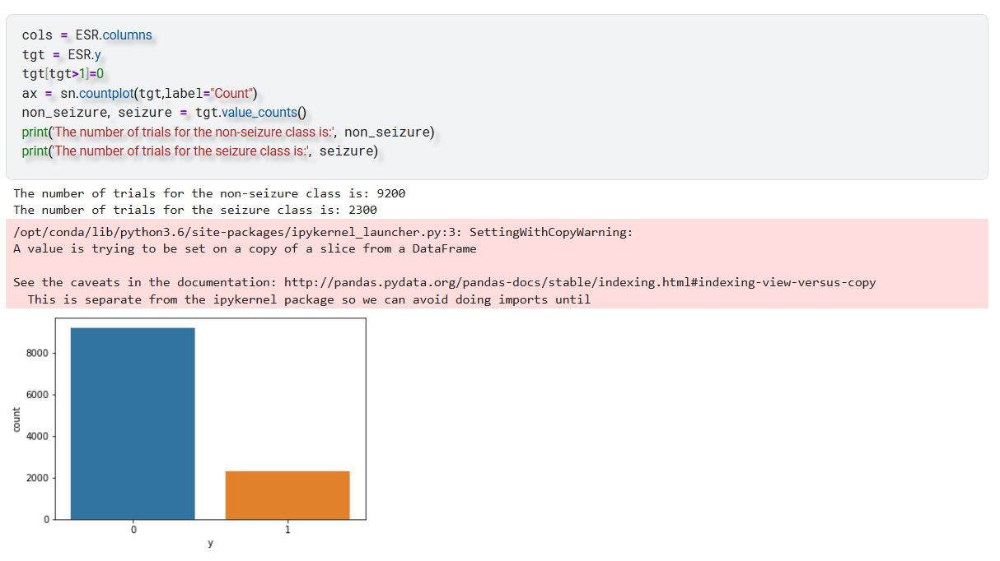 cols = ESR.columns
tgt = ESR.y
tgt[tgt>1]=0
ax = sn.countplot(tgt,label="Count")
non_seizure, seizure = tgt.value_counts()
print('The number of trials for the non-seizure class is:', non_seizure)
print('The number of trials for the seizure class is:', seizure)
The number of trials for the non-seizure class is: 9200
The number of trials for the seizure class is: 2300
/opt/conda/lib/python3.6/site-packages/ipykernel_launcher.py:3: SettingWithCopyWarning:
A value is trying to be set on a copy of a slice from a DataFrame
See the caveats in the documentation: http://pandas.pydata.org/pandas-docs/stable/indexing.html#indexing-view-versus-copy
This is separate from the ipykernel package so we can avoid doing imports until
8000
6000
4000
2000
0
count
0 1
y